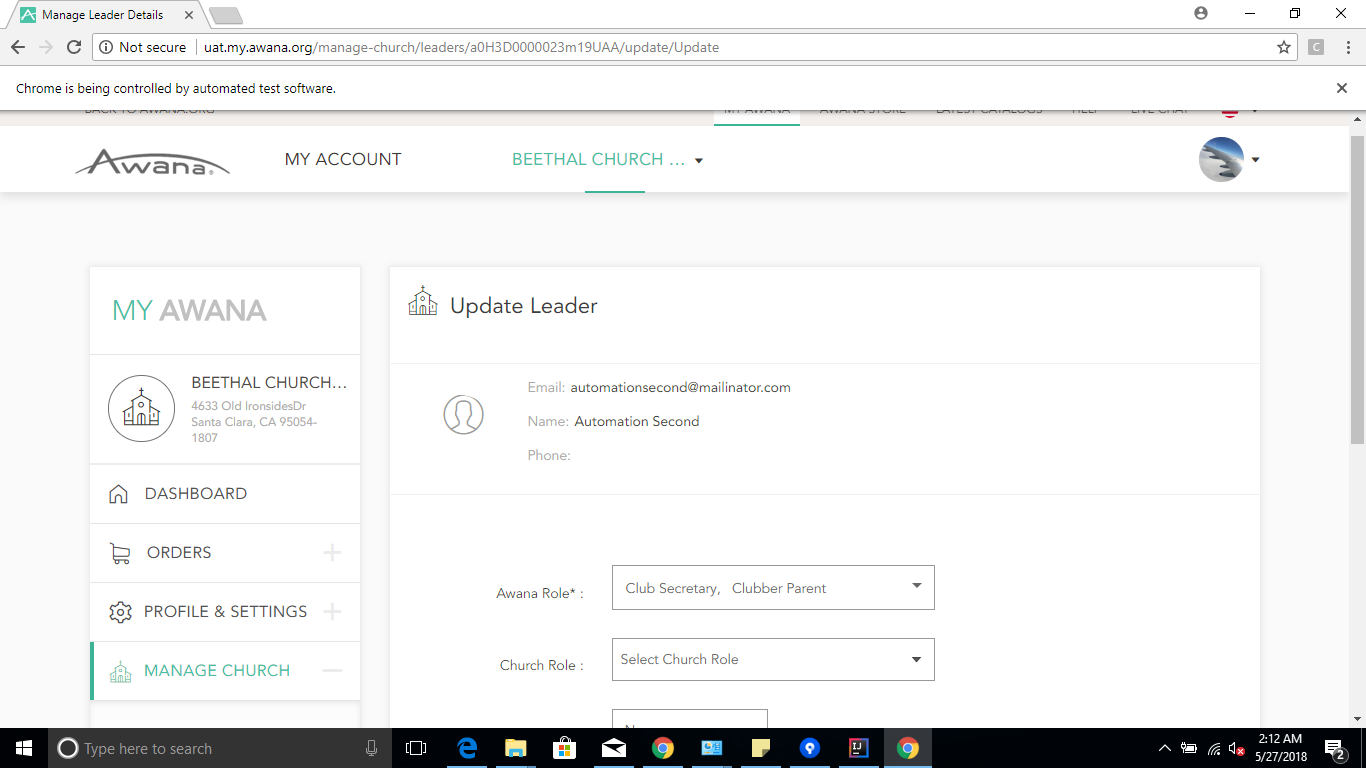 Manage Leader Details
Not secure | uat.my.awana.org/manage-church/leaders/a0H3D0000023m19UAA/update/Update
Chrome is being controlled by automated test software.
BACK TO AWANA.ORG MY AWANA AWANA STORE LATEST CATALOGS HELP LIVE CHAT
Awana®
MY ACCOUNT
BEETHAL CHURCH ...
MY AWANA
BEETHAL CHURCH...
4633 Old IronsidesDr
Santa Clara, CA 95054-
1807
DASHBOARD
ORDERS
PROFILE & SETTINGS
MANAGE CHURCH
Update Leader
Email: automationsecond@mailinator.com
Name: Automation Second
Phone:
Awana Role* : Club Secretary, Clubber Parent
Church Role : Select Church Role
Type here to search
2:12 AM
5/27/2018
2